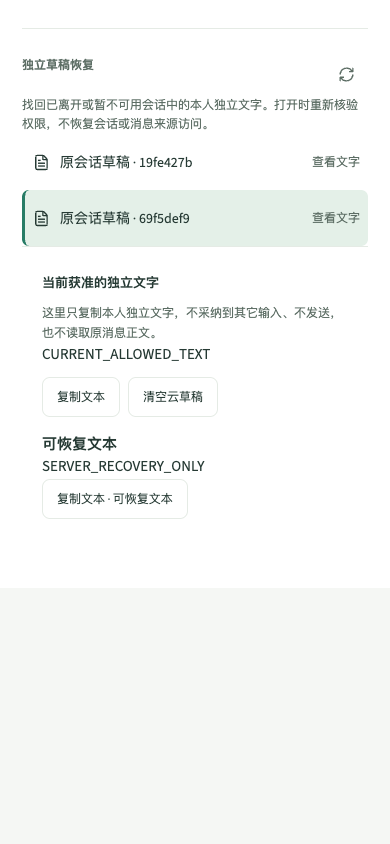 独立草稿恢复
找回已离开或暂不可用会话中的本人独立文字。打开时重新核验
权限，不恢复会话或消息来源访问。
原会话草稿 · 19fe427b 查看文字
原会话草稿 · 69f5def9 查看文字
当前获准的独立文字
这里只复制本人独立文字，不采纳到其它输入、不发送，
也不读取原消息正文。
CURRENT_ALLOWED_TEXT
复制文本 清空云草稿
可恢复文本
SERVER_RECOVERY_ONLY
复制文本 · 可恢复文本